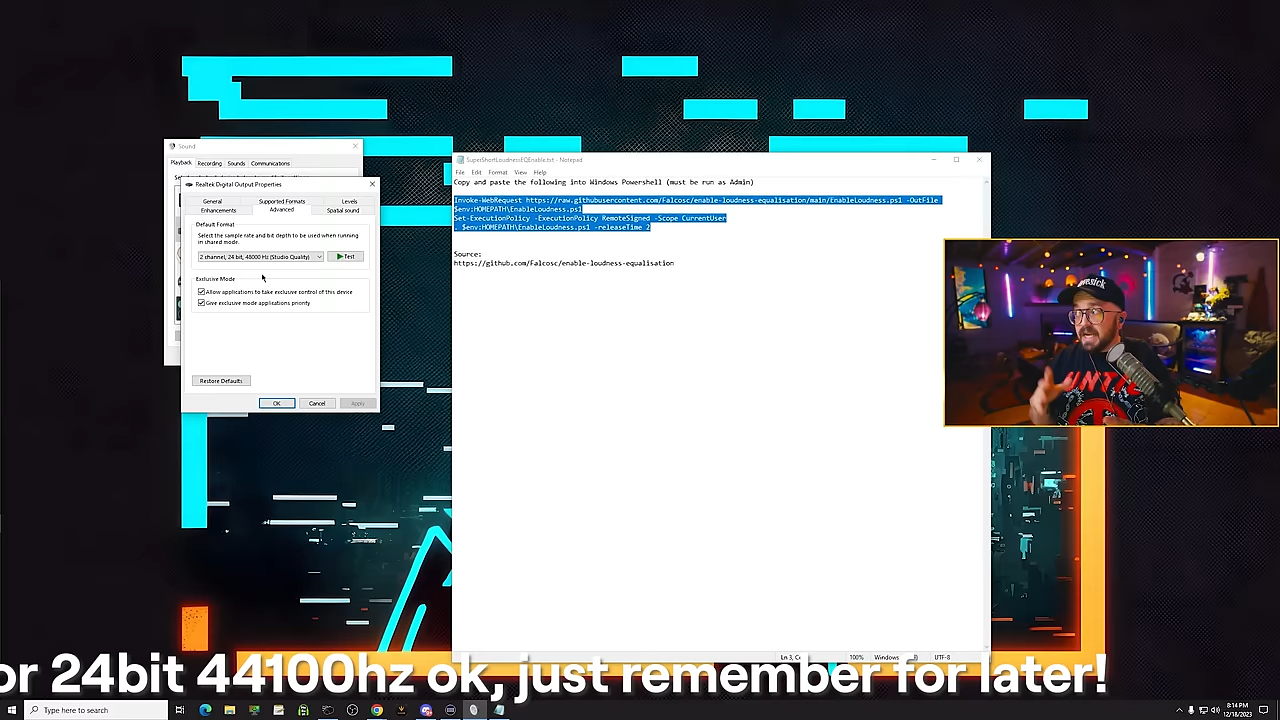 Sound
Playback Recording Sounds Communications
Realtek Digital Output Properties
General Supported Formats Levels
Enhancements Advanced Spatial sound
Default Format
Select the sample rate and bit depth to be used when running
in shared mode.
2 channel, 24 bit, 48000 Hz (Studio Quality) Test
Exclusive Mode
Allow applications to take exclusive control of this device
Give exclusive mode applications priority
Restore Defaults
OK Cancel Apply
SuperShortLoudnessEQEnable.txt - Notepad
File Edit Format View Help
Copy and paste the following into Windows Powershell (must be run as Admin)
Invoke-WebRequest https://raw.githubusercontent.com/Falcosc/enable-loudness-equalisation/main/EnableLoudness.ps1 -OutFile
$env:HOMEPATH\EnableLoudness.ps1
Set-ExecutionPolicy -ExecutionPolicy RemoteSigned -Scope CurrentUser
. $env:HOMEPATH\EnableLoudness.ps1 -releaseTime 2
Source:
https://github.com/Falcosc/enable-loudness-equalisation
100% UTF-8
or 24bit 44100hz ok, just remember for later!
Type here to search
8:14 PM
12/18/2023